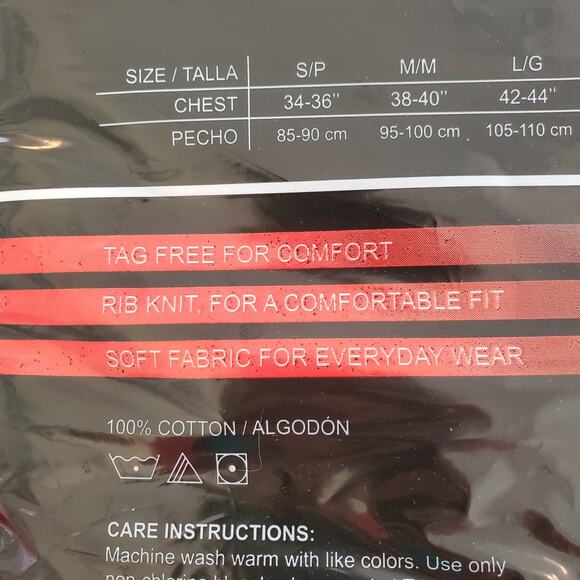 SIZE / TALLA S/P M/M L/G
CHEST 34-36" 38-40" 42-44"
PECHO 85-90 cm 95-100 cm 105-110 cm
TAG FREE FOR COMFORT
RIB KNIT, FOR A COMFORTABLE FIT
SOFT FABRIC FOR EVERYDAY WEAR
100% COTTON / ALGODÓN
CARE INSTRUCTIONS:
Machine wash warm with like colors. Use only
non-chlorine